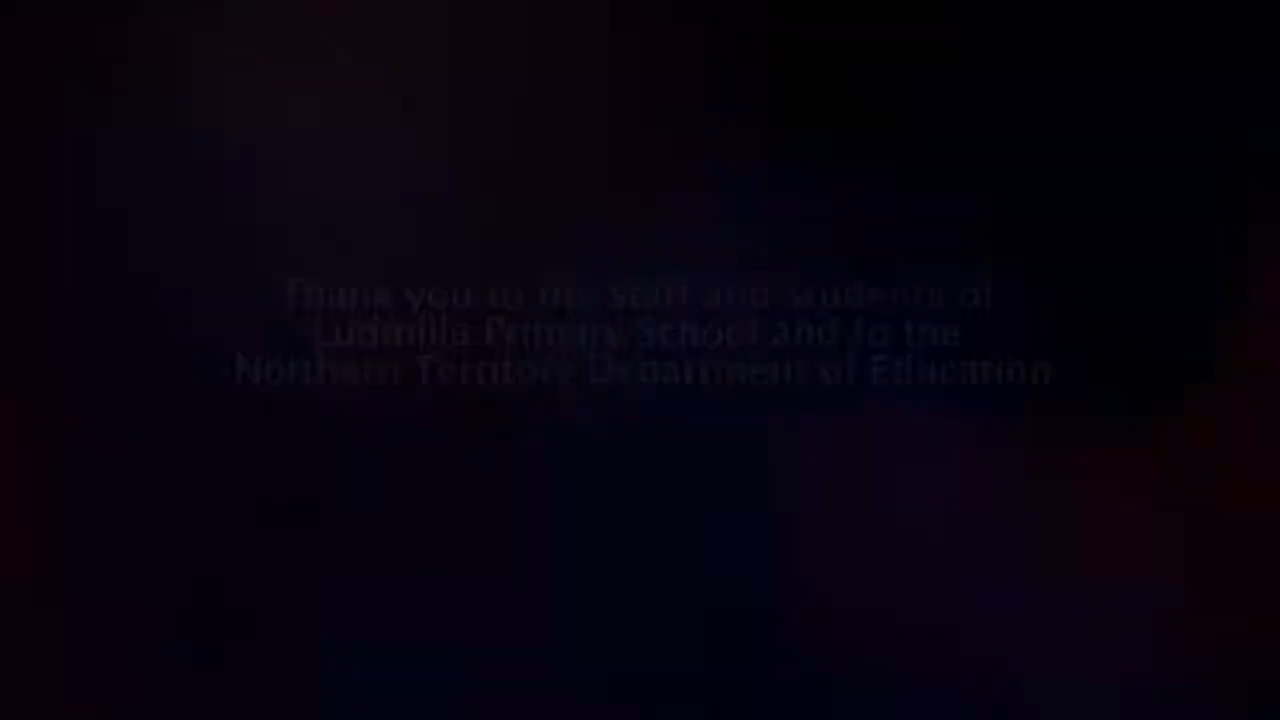 Thank you to the staff and students of
Ludmilla Primary School and to the
Northern Territory Department of Education